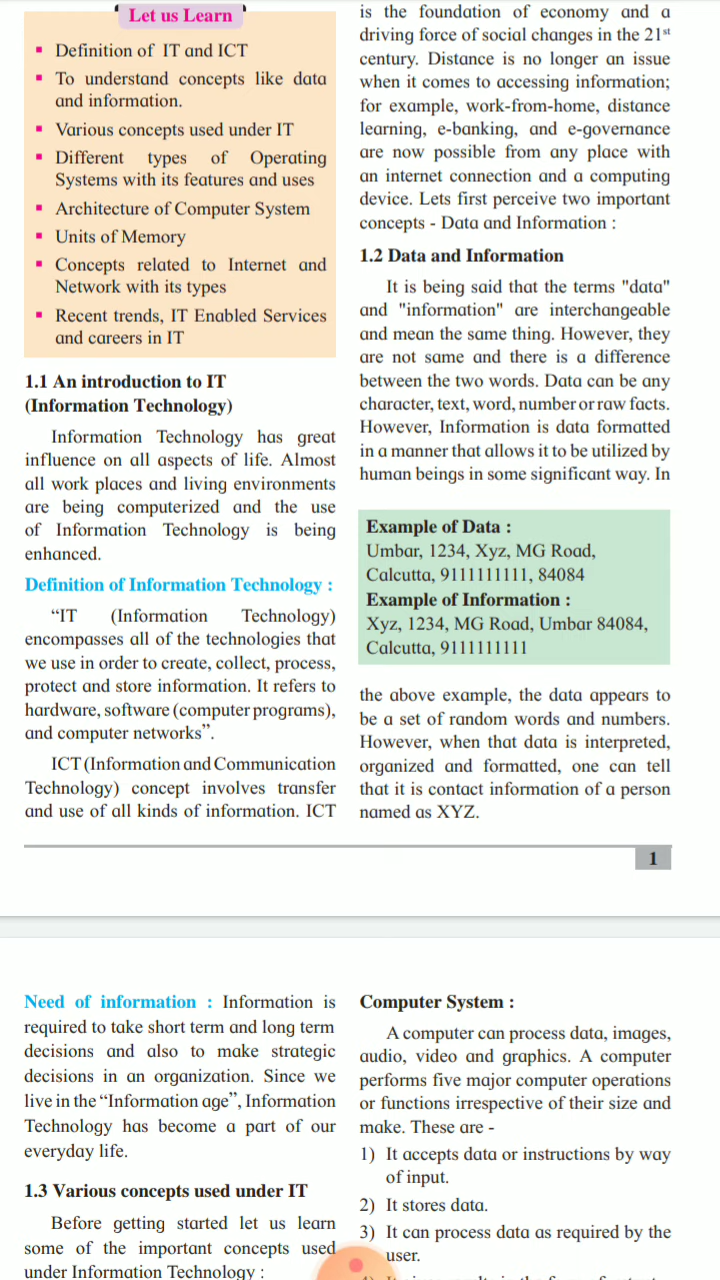 Let us Learn
▪ Definition of IT and ICT
▪ To understand concepts like data
and information.
▪ Various concepts used under IT
▪ Different types of Operating
Systems with its features and uses
▪ Architecture of Computer System
▪ Units of Memory
▪ Concepts related to Internet and
Network with its types
▪ Recent trends, IT Enabled Services
and careers in IT
1.1 An introduction to IT
(Information Technology)
Information Technology has great
influence on all aspects of life. Almost
all work places and living environments
are being computerized and the use
of Information Technology is being
enhanced.
Definition of Information Technology :
“IT (Information Technology)
encompasses all of the technologies that
we use in order to create, collect, process,
protect and store information. It refers to
hardware, software (computer programs),
and computer networks”.
ICT (Information and Communication
Technology) concept involves transfer
and use of all kinds of information. ICT
is the foundation of economy and a
driving force of social changes in the 21st
century. Distance is no longer an issue
when it comes to accessing information;
for example, work-from-home, distance
learning, e-banking, and e-governance
are now possible from any place with
an internet connection and a computing
device. Lets first perceive two important
concepts - Data and Information :
1.2 Data and Information
It is being said that the terms "data"
and "information" are interchangeable
and mean the same thing. However, they
are not same and there is a difference
between the two words. Data can be any
character, text, word, number or raw facts.
However, Information is data formatted
in a manner that allows it to be utilized by
human beings in some significant way. In
Example of Data :
Umbar, 1234, Xyz, MG Road,
Calcutta, 9111111111, 84084
Example of Information :
Xyz, 1234, MG Road, Umbar 84084,
Calcutta, 9111111111
the above example, the data appears to
be a set of random words and numbers.
However, when that data is interpreted,
organized and formatted, one can tell
that it is contact information of a person
named as XYZ.
1
Need of information : Information is
required to take short term and long term
decisions and also to make strategic
decisions in an organization. Since we
live in the “Information age”, Information
Technology has become a part of our
everyday life.
1.3 Various concepts used under IT
Before getting started let us learn
some of the important concepts used
under Information Technology :
Computer System :
A computer can process data, images,
audio, video and graphics. A computer
performs five major computer operations
or functions irrespective of their size and
make. These are -
1) It accepts data or instructions by way
of input.
2) It stores data.
3) It can process data as required by the
user.